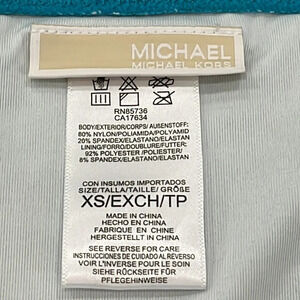 MICHAEL
MICHAEL KORS
RN85736
CA17634
BODY/EXTERIOR/CORPS/ AUßENSTOFF:
80% NYLON/POLIAMIDA/POLYAMID
20% SPANDEX/ELASTANO/ELASTAN
LINING/FORRO/DOUBLURE/FUTTER:
92% POLYESTER/POLIESTER/
8% SPANDEX/ELASTANO/ELASTAN
CON INSUMOS IMPORTADOS
SIZE/TALLA/TAILLE/ GRÖßE
XS/EXCH/TP
MADE IN CHINA
HECHO EN CHINA
FABRIQUE EN CHINE
HERGESTELLT IN CHINA
SEE REVERSE FOR CARE
INSTRUCCIONES DE CUIDADO AL REVERSO
VOIR L'INVERSE POUR LE SOIN
SIEHE RÜCKSEITE FÜR
PFLEGEHINWEISE